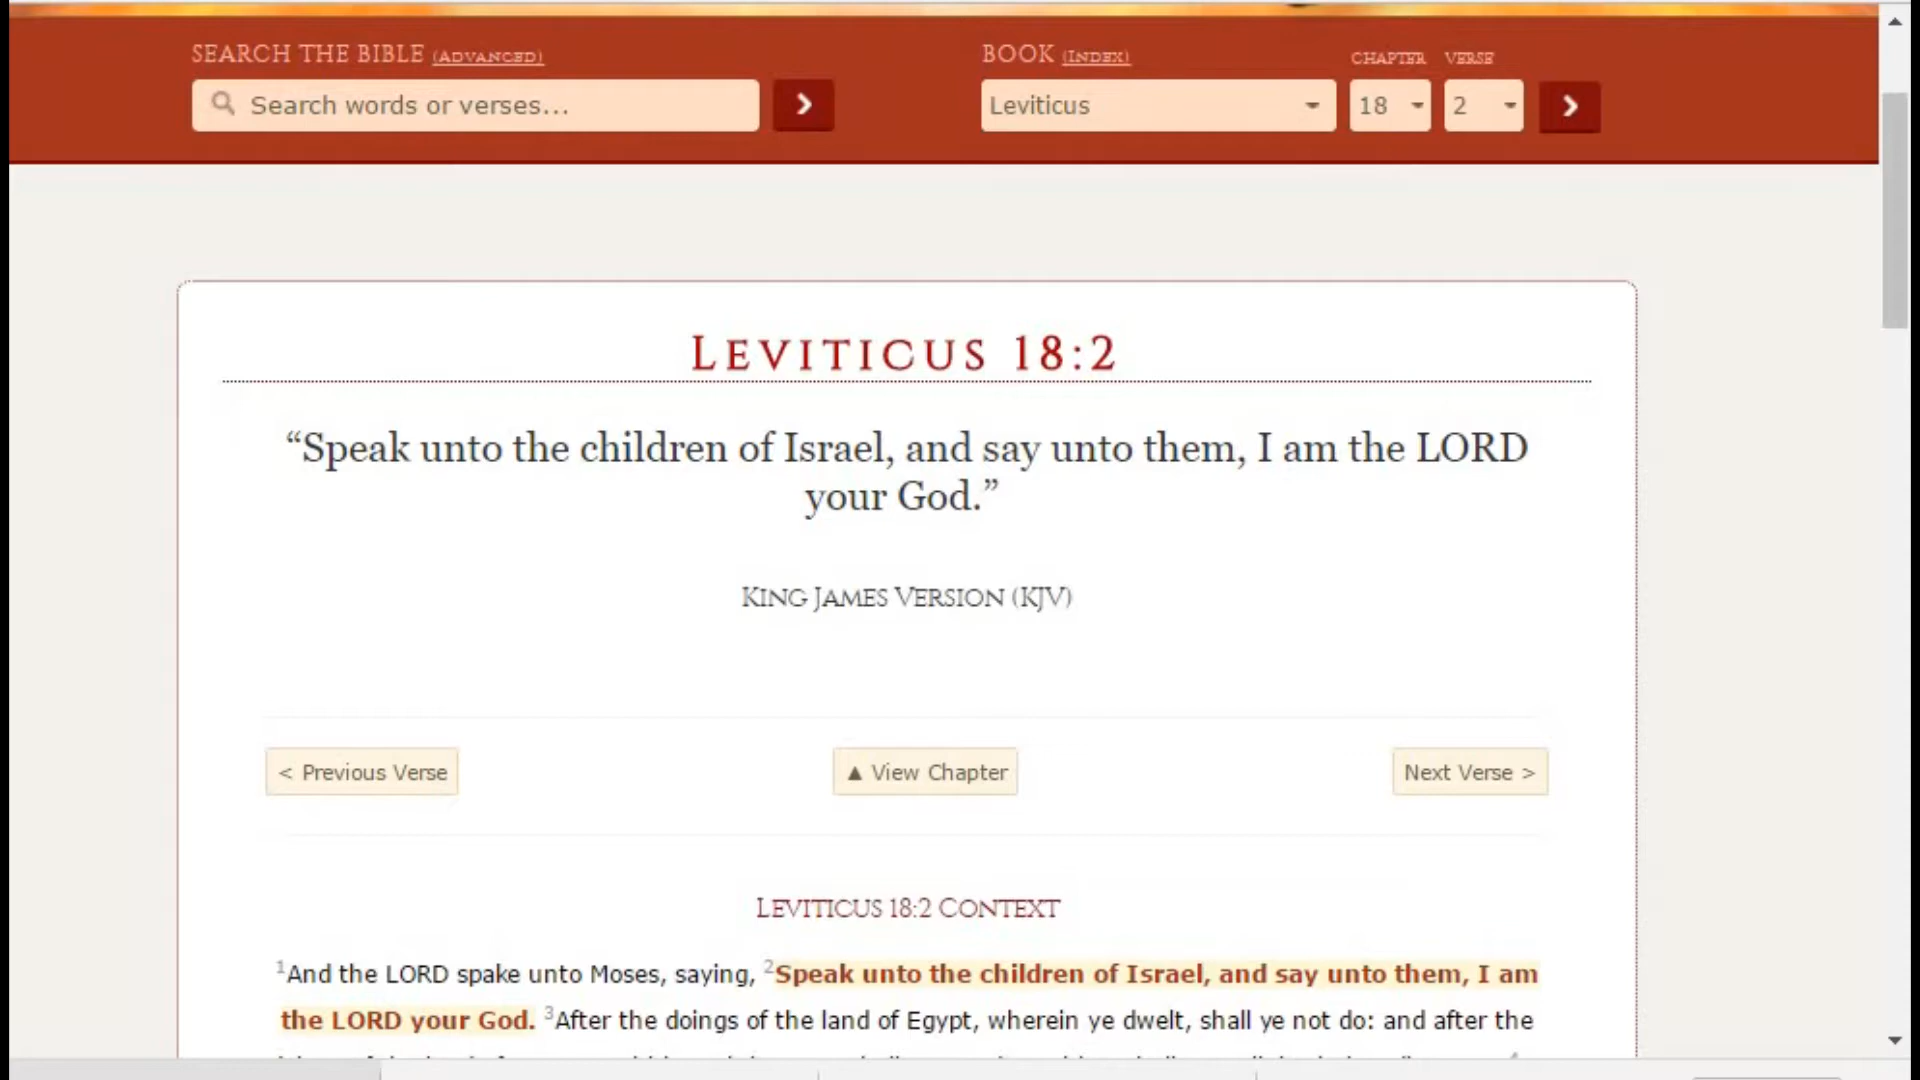 SEARCH THE BIBLE (ADVANCED)
BOOK (INDEX) CHAPTER VERSE
Search words or verses...
Leviticus 18 2
LEVITICUS 18:2
“Speak unto the children of Israel, and say unto them, I am the LORD
your God.”
KING JAMES VERSION (KJV)
< Previous Verse
▲ View Chapter
Next Verse >
LEVITICUS 18:2 CONTEXT
1And the LORD spake unto Moses, saying, 2Speak unto the children of Israel, and say unto them, I am
the LORD your God. 3After the doings of the land of Egypt, wherein ye dwelt, shall ye not do: and after the